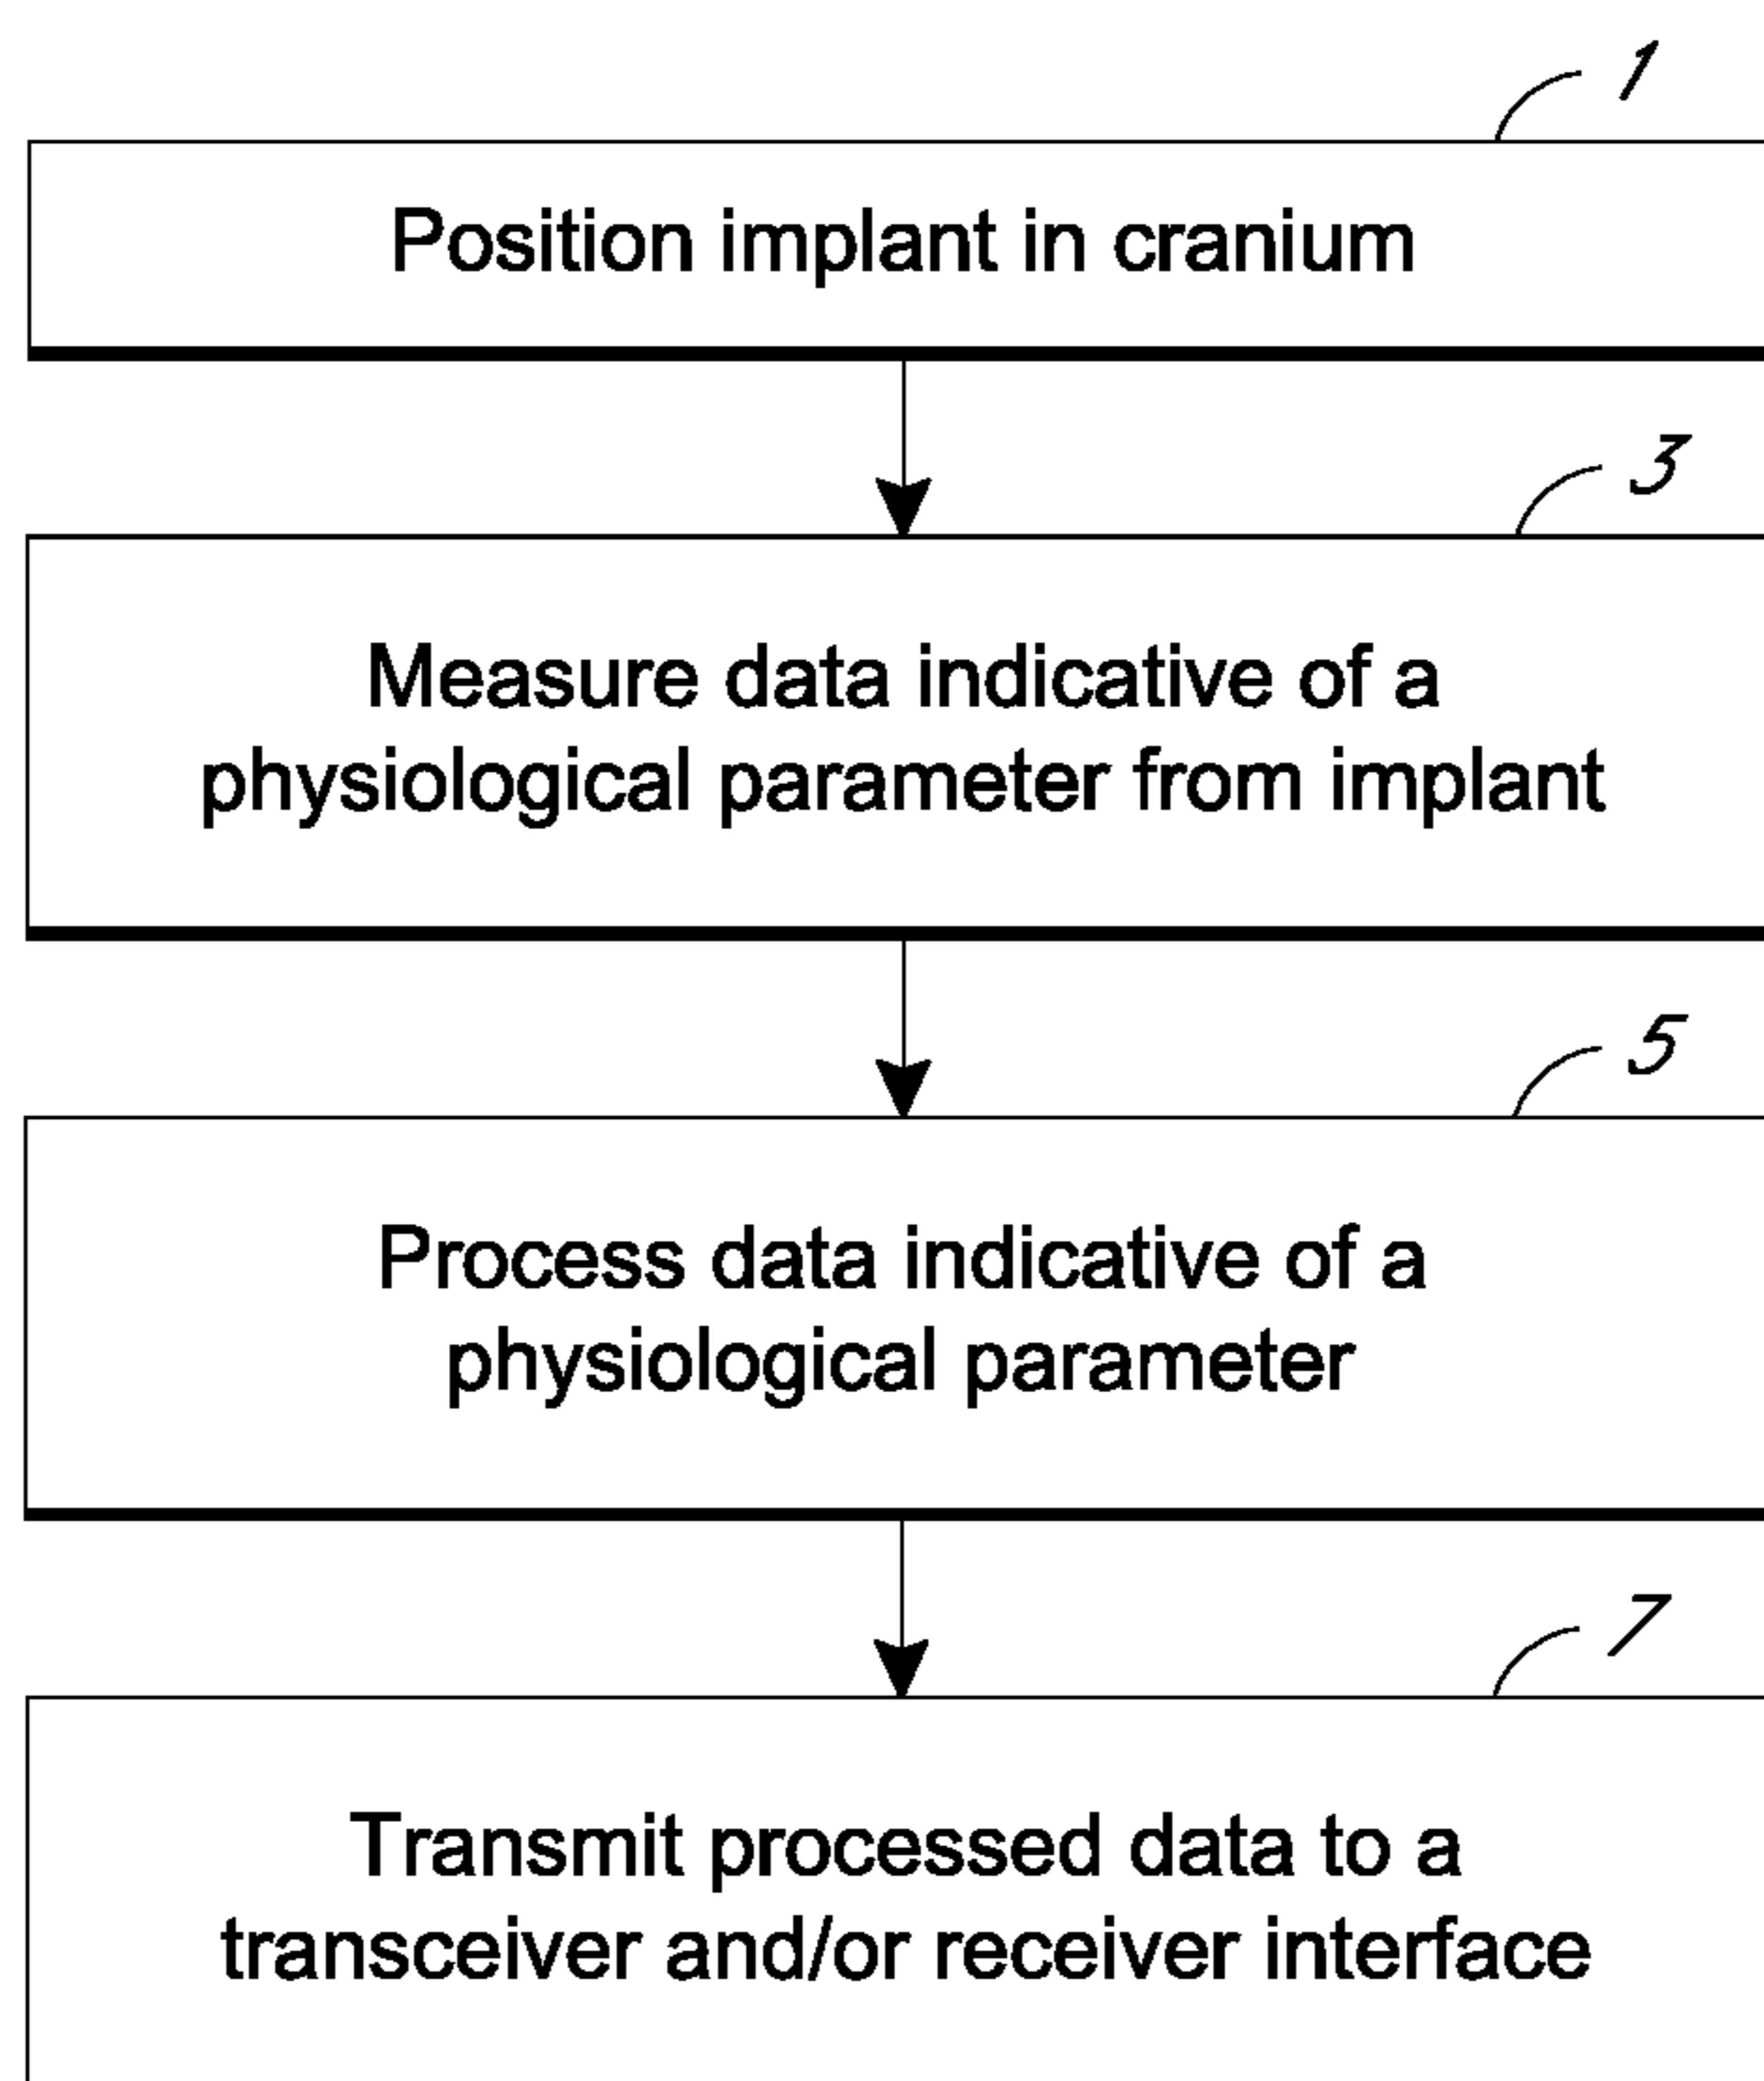 1
Position implant in cranium
3
Measure data indicative of a
physiological parameter from implant
5
Process data indicative of a
physiological parameter
7
Transmit processed data to a
transceiver and/or receiver interface